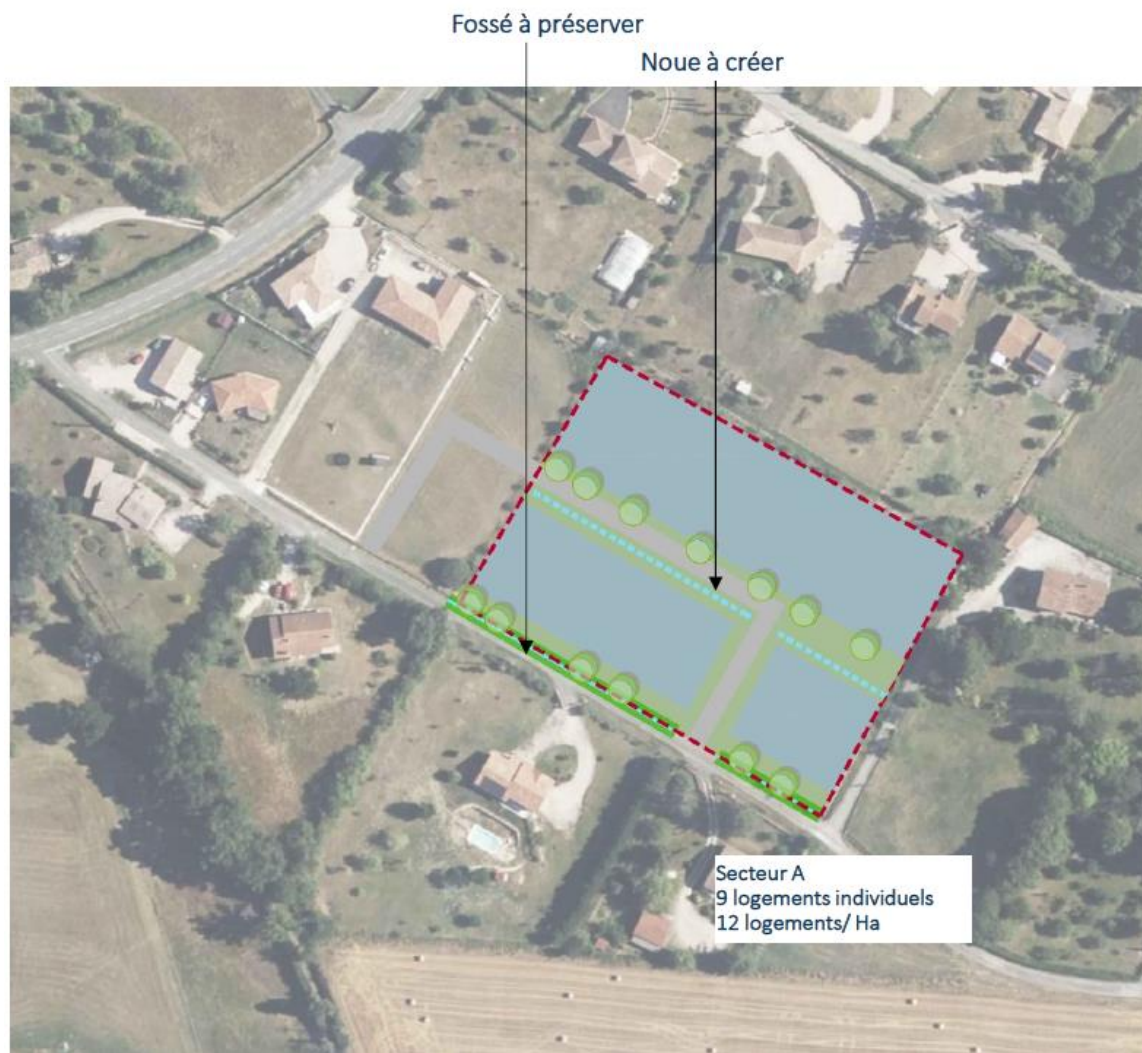 Fossé à préserver
Noue à créer
Secteur A
9 logements individuels
12 logements/ Ha